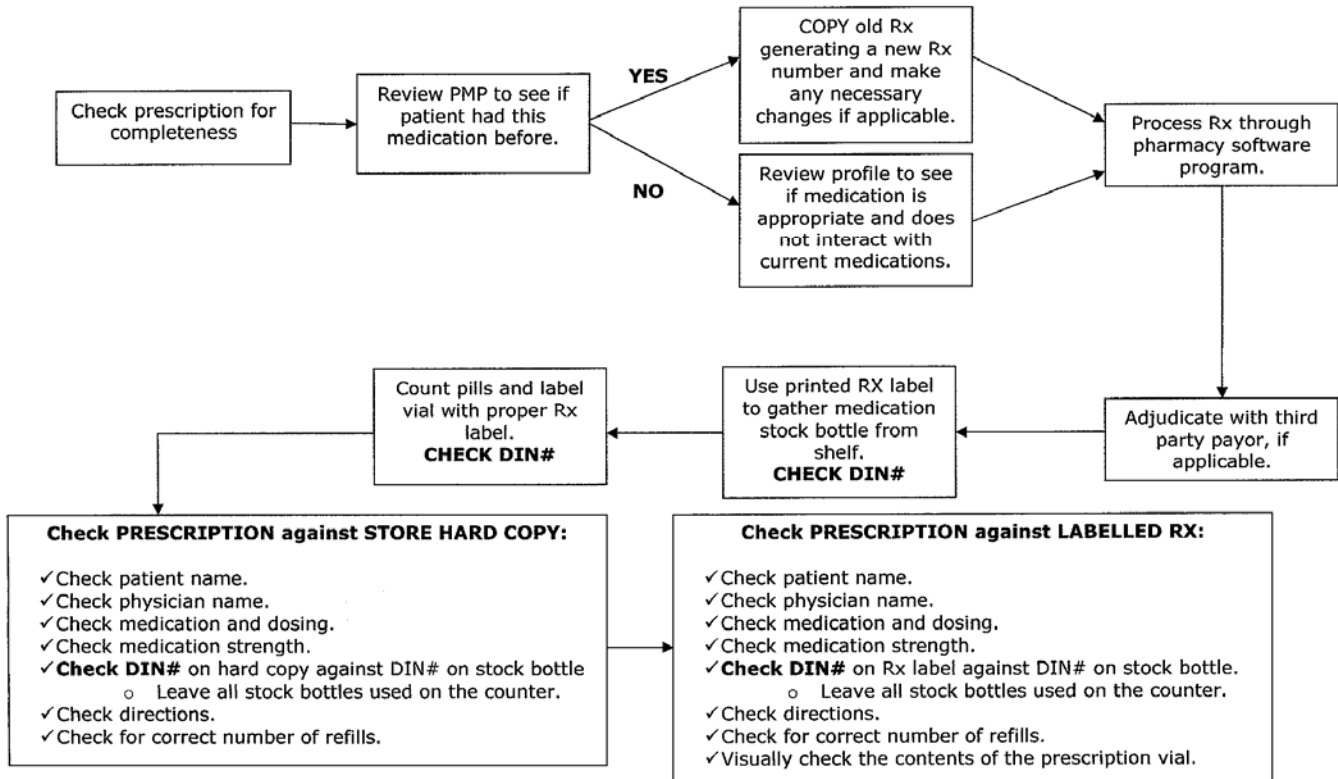 Check prescription for
completeness
Review PMP to see if
patient had this
medication before.
YES
COPY old Rx
generating a new Rx
number and make
any necessary
changes if applicable.
NO
Review profile to see
if medication is
appropriate and does
not interact with
current medications.
Process Rx through
pharmacy software
program.
Adjudicate with third
party payor, if
applicable.
Use printed RX label
to gather medication
stock bottle from
shelf.
CHECK DIN#
Count pills and label
vial with proper Rx
label.
CHECK DIN#
Check PRESCRIPTION against STORE HARD COPY:
✓Check patient name.
✓Check physician name.
✓Check medication and dosing.
✓Check medication strength.
✓Check DIN# on hard copy against DIN# on stock bottle
o Leave all stock bottles used on the counter.
✓Check directions.
✓Check for correct number of refills.
Check PRESCRIPTION against LABELLED RX:
✓Check patient name.
✓Check physician name.
✓Check medication and dosing.
✓Check medication strength.
✓Check DIN# on Rx label against DIN# on stock bottle.
o Leave all stock bottles used on the counter.
✓Check directions.
✓Check for correct number of refills.
✓Visually check the contents of the prescription vial.